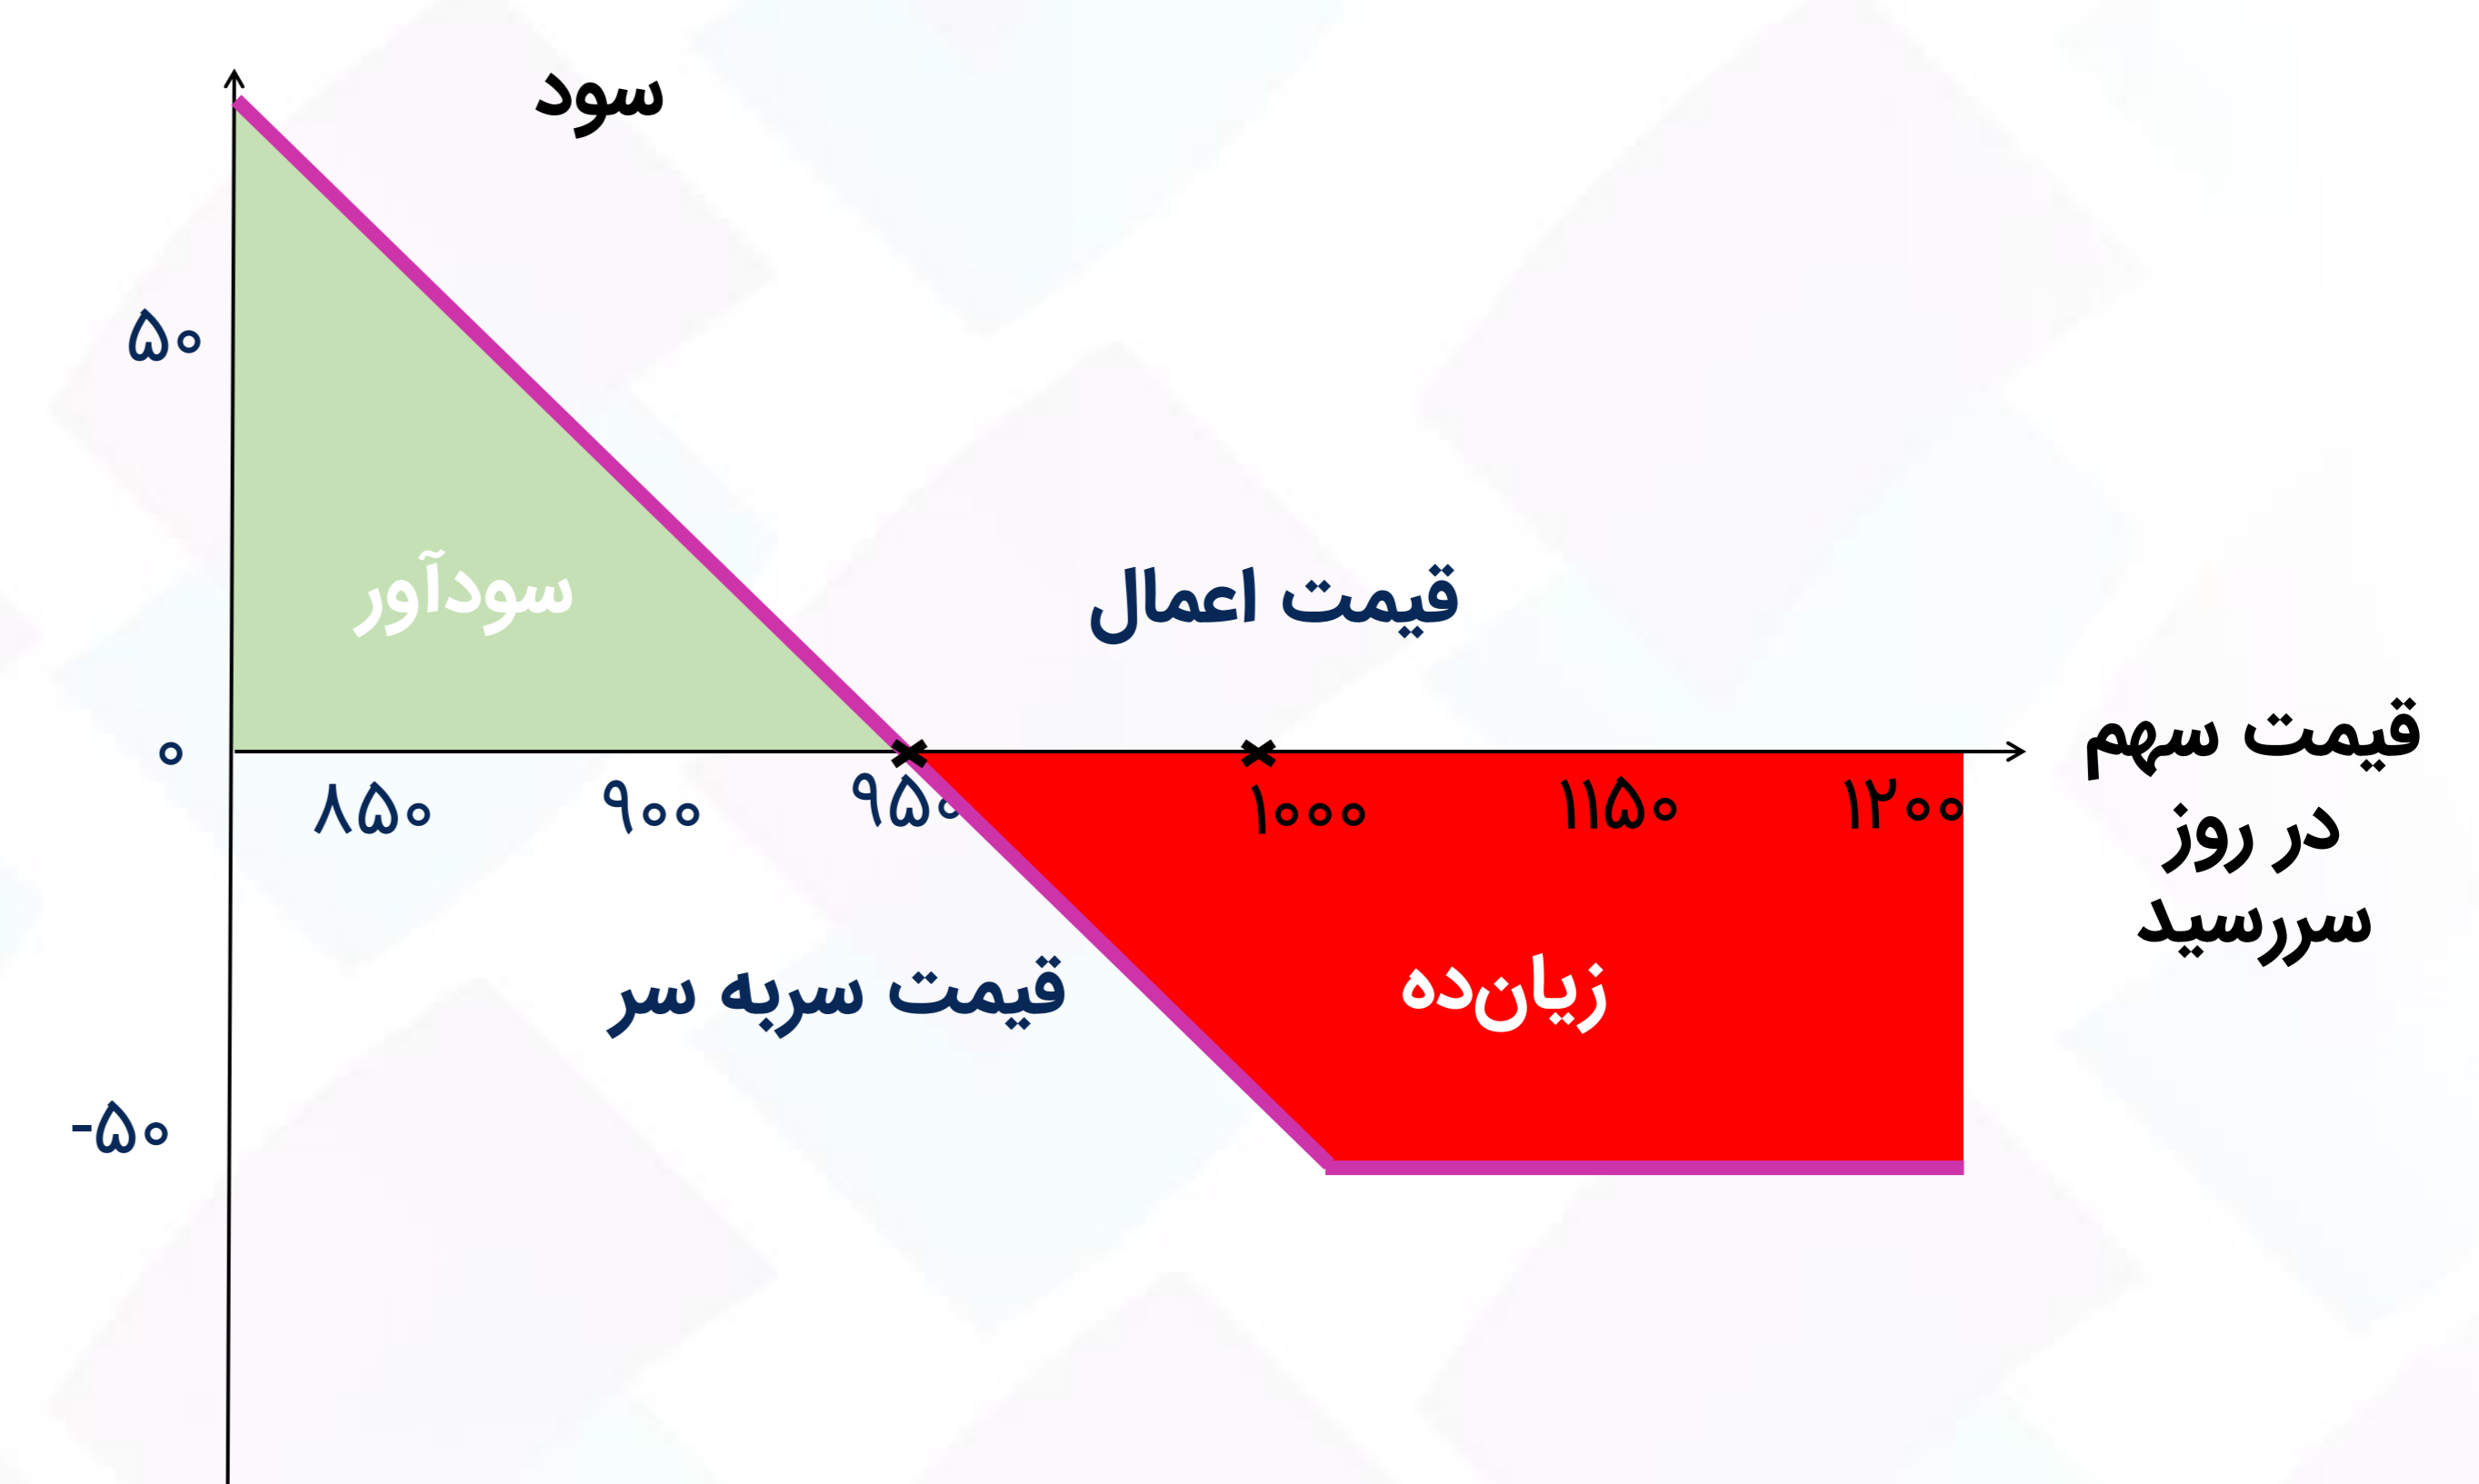 سود
۵۰
سودآور
قیمت اعمال
۰
قیمت سهم
در روز
سررسید
۸۵۰ ۹۰۰ ۹۵۰ ۱۰۰۰ ۱۱۵۰ ۱۲۰۰
قیمت سربه سر
زیان‌ده
-۵۰